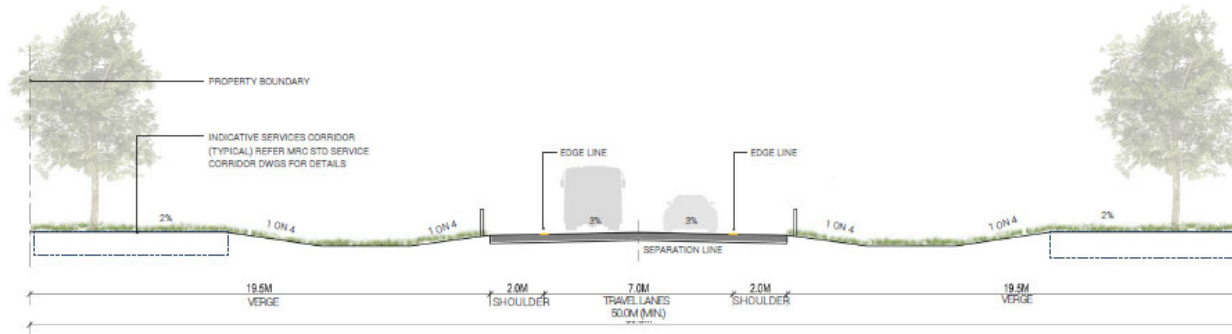 PROPERTY BOUNDARY
INDICATIVE SERVICES CORRIDOR
(TYPICAL) REFER MRC STD SERVICE
CORRIDOR DWGS FOR DETAILS
EDGE LINE
EDGE LINE
2%
1 ON 4
1 ON 4
3%
3%
1 ON 4
1 ON 4
2%
SEPARATION LINE
19.5M
2.0M
7.0M
2.0M
19.5M
VERGE
SHOULDER
TRAVEL LANES
SHOULDER
VERGE
50.0M (MIN.)